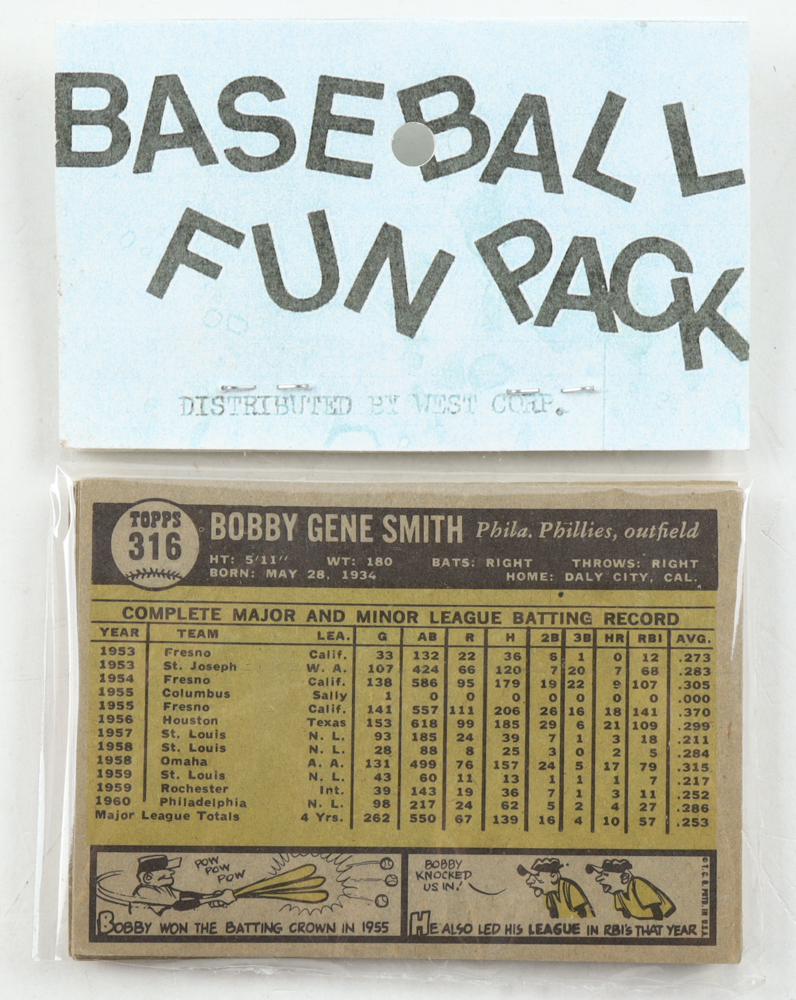 BASEBALL
FUN PACK
DISTRIBUTED BY WEST CORP.
TOPPS
316
BOBBY GENE SMITH Phila. Phillies, outfield
HT: 5'11" WT: 180 BATS: RIGHT THROWS: RIGHT
BORN: MAY 28, 1934 HOME: DALY CITY, CAL.
COMPLETE MAJOR AND MINOR LEAGUE BATTING RECORD
YEAR TEAM LEA. G AB R H 2B 3B HR RBI AVG.
1953 Fresno Calif. 33 132 22 36 6 1 0 12 .273
1953 St. Joseph W. A. 107 424 66 120 7 20 7 68 .283
1954 Fresno Calif. 138 586 95 179 19 22 9 107 .305
1955 Columbus Sally 1 0 0 0 0 0 0 0 .000
1955 Fresno Calif. 141 557 111 206 26 16 18 141 .370
1956 Houston Texas 153 618 99 185 29 6 21 109 .299
1957 St. Louis N. L. 93 185 24 39 7 1 3 18 .211
1958 St. Louis N. L. 28 88 8 25 3 0 2 5 .284
1958 Omaha A. A. 131 499 76 157 24 5 17 79 .315
1959 St. Louis N. L. 43 60 11 13 1 1 1 7 .217
1959 Rochester Int. 39 143 19 36 7 1 3 11 .252
1960 Philadelphia N. L. 98 217 24 62 5 2 4 27 .286
Major League Totals 4 Yrs. 262 550 67 139 16 4 10 57 .253
POW
POW
POW
BOBBY WON THE BATTING CROWN IN 1955
BOBBY
KNOCKED
US IN!
HE ALSO LED HIS LEAGUE IN RBI'S THAT YEAR
© T.C.G. PRTD. IN U.S.A.